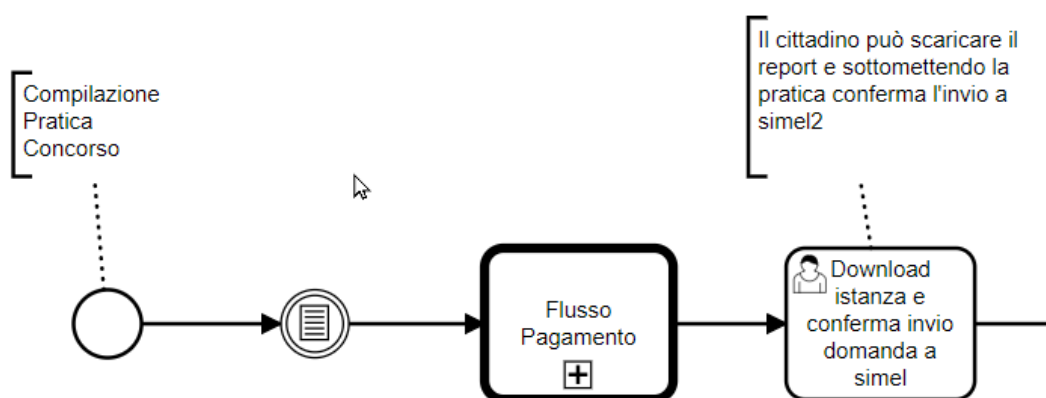 Compilazione
Pratica
Concorso
Il cittadino può scaricare il
report e sottomettendo la
pratica conferma l'invio a
simel2
Flusso
Pagamento
Download
istanza e
conferma invio
domanda a
simel